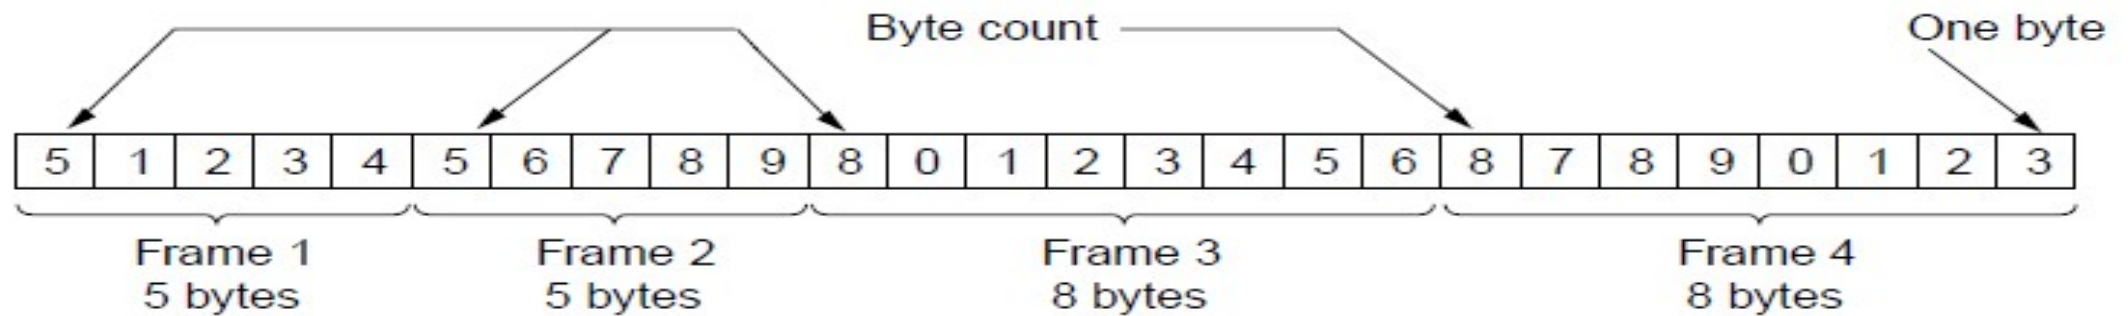 Byte count One byte
5 1 2 3 4 5 6 7 8 9 8 0 1 2 3 4 5 6 8 7 8 9 0 1 2 3
Frame 1 Frame 2 Frame 3 Frame 4
5 bytes 5 bytes 8 bytes 8 bytes